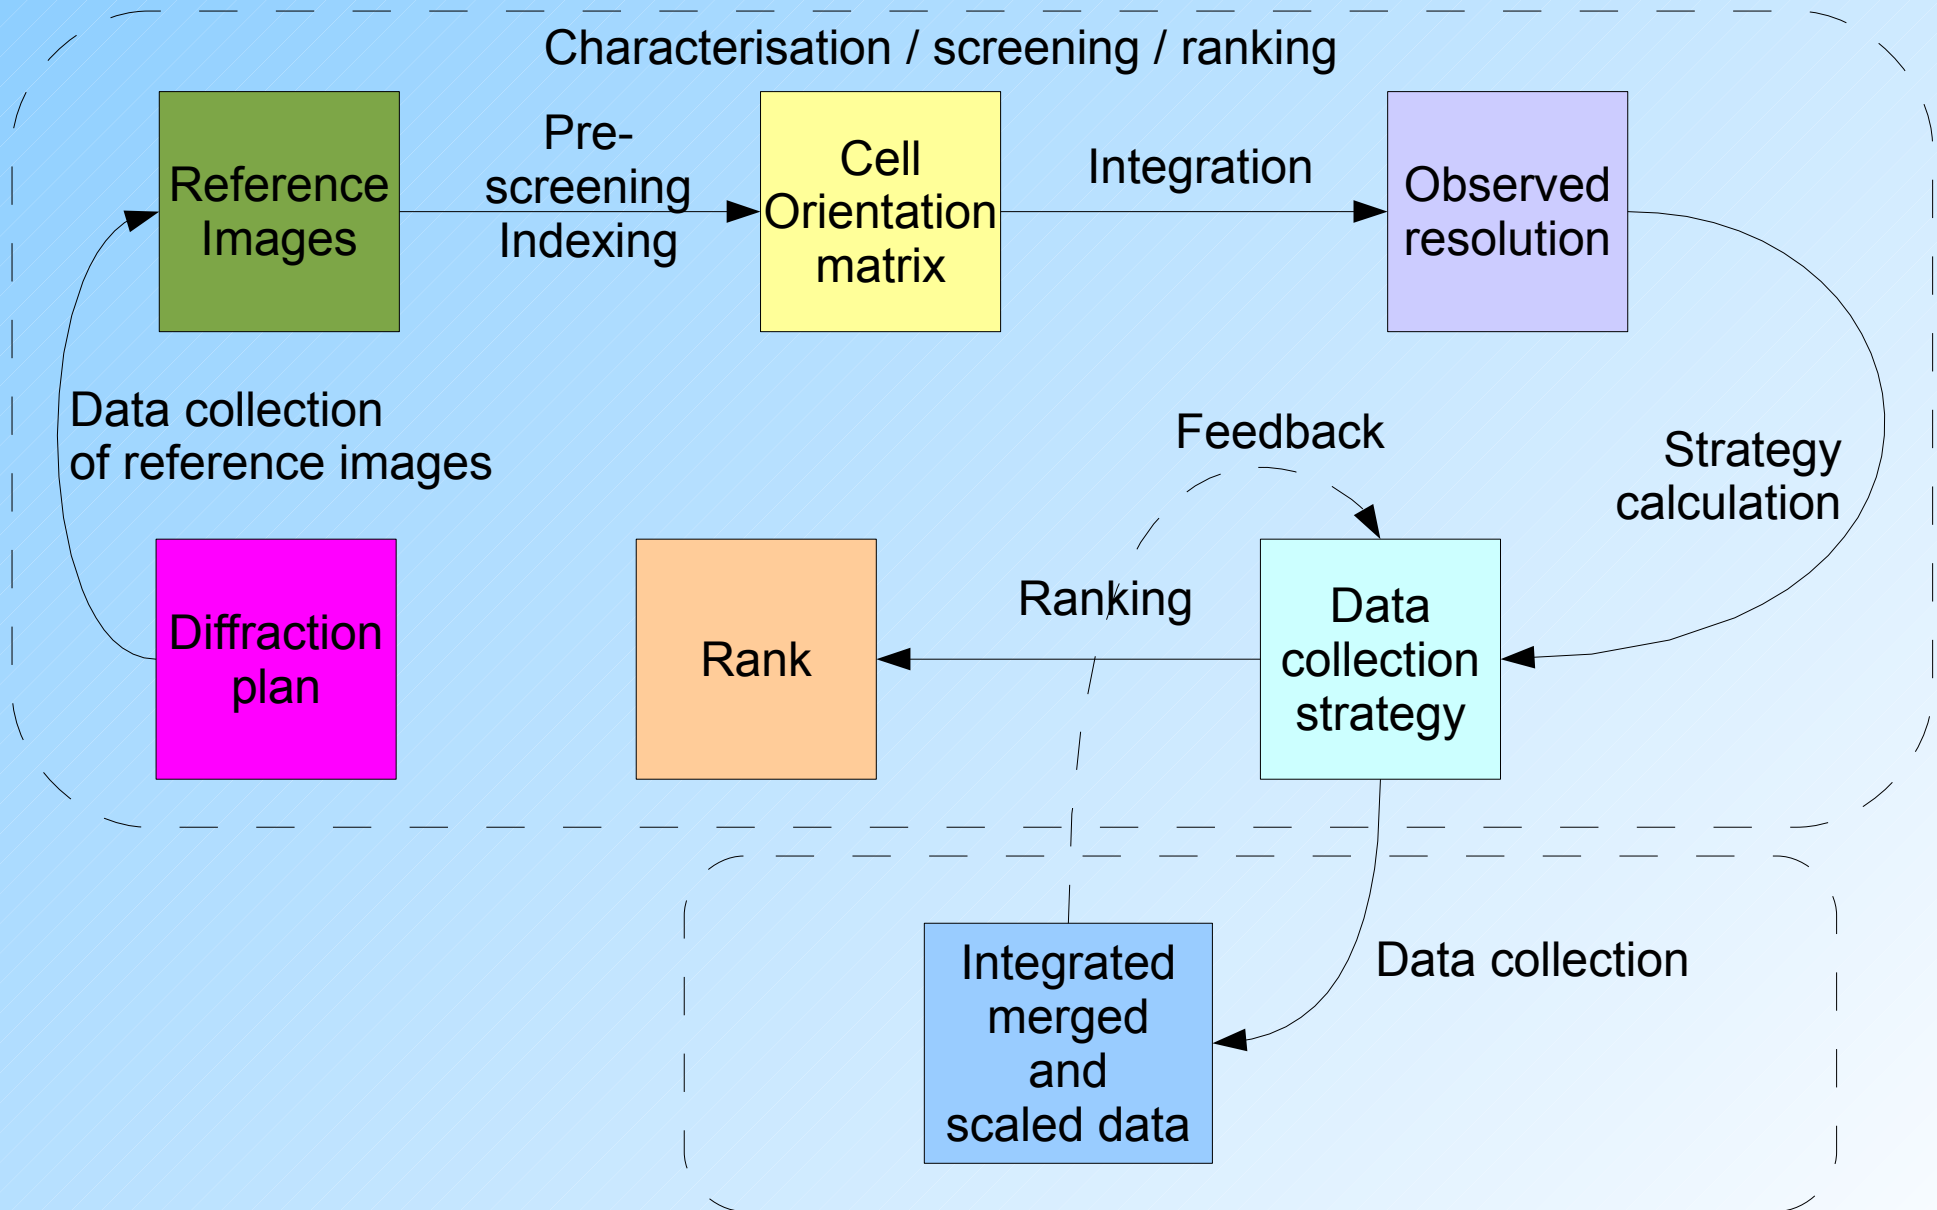 Characterisation / screening / ranking
Reference
Images
Pre-
screening
Indexing
Cell
Orientation
matrix
Integration
Observed
resolution
Data collection
of reference images
Feedback
Strategy
calculation
Diffraction
plan
Rank
Ranking
Data
collection
strategy
Integrated
merged
and
scaled data
Data collection